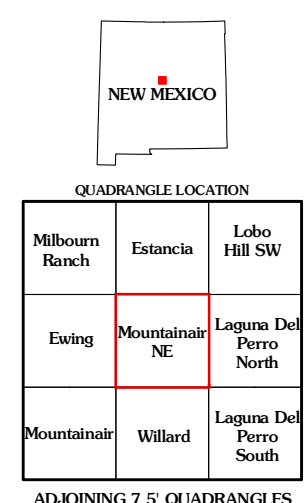 NEW MEXICO
QUADRANGLE LOCATION
Milbourn
Ranch
Estancia
Lobo
Hill SW
Ewing
Mountainair
NE
Laguna Del
Perro
North
Mountainair
Willard
Laguna Del
Perro
South
ADJOINING 7.5' QUADRANGLES